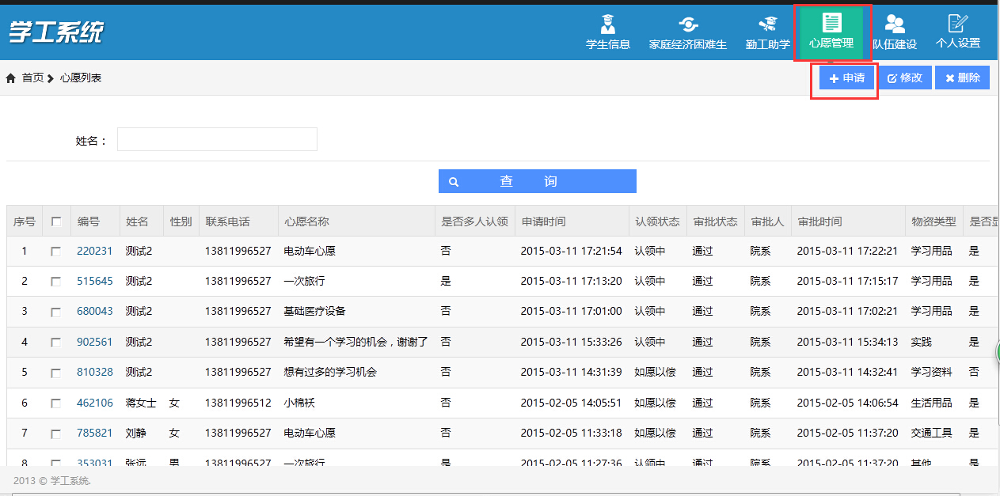 学工系统
学生信息 家庭经济困难生 勤工助学 心愿管理 队伍建设 个人设置
首页 心愿列表 申请 修改 删除
姓名：
查 询
序号 编号 姓名 性别 联系电话 心愿名称 是否多人认领 申请时间 认领状态 审批状态 审批人 审批时间 物资类型 是否显
1 220231 测试2 13811996527 电动车心愿 否 2015-03-11 17:21:54 认领中 通过 院系 2015-03-11 17:22:21 学习用品 是
2 515645 测试2 13811996527 一次旅行 是 2015-03-11 17:13:20 认领中 通过 院系 2015-03-11 17:15:17 学习用品 是
3 680043 测试2 13811996527 基础医疗设备 否 2015-03-11 17:01:00 认领中 通过 院系 2015-03-11 17:02:21 学习用品 是
4 902561 测试2 13811996527 希望有一个学习的机会，谢谢了 否 2015-03-11 15:33:26 认领中 通过 院系 2015-03-11 15:34:13 实践 是
5 810328 测试2 13811996527 想有过多的学习机会 否 2015-03-11 14:31:39 如愿以偿 通过 院系 2015-03-11 14:32:41 学习资料 否
6 462106 蒋女士 女 13811996512 小棉袄 否 2015-02-05 14:05:51 如愿以偿 通过 院系 2015-02-05 14:06:54 生活用品 是
7 785821 刘静 女 13811996527 电动车心愿 否 2015-02-05 11:33:18 如愿以偿 通过 院系 2015-02-05 11:37:20 交通工具 是
8 353031 张远 男 13811996527 一次旅行 是 2015-02-05 11:27:36 认领中 通过 院系 2015-02-05 11:37:20 其他 是
2013 © 学工系统.